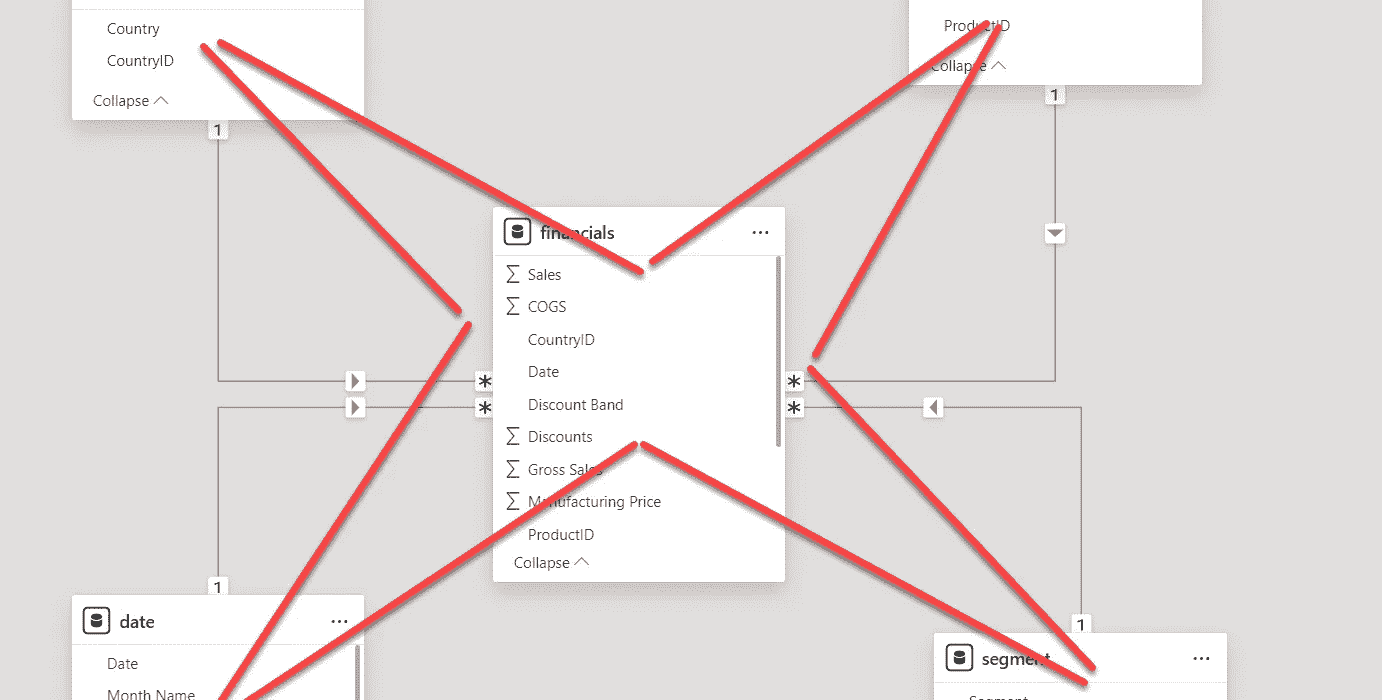 Country
CountryID
Collapse
1
ProductID
Collapse
1
financials
Sales
COGS
CountryID
Date
Discount Band
Discounts
Gross Sales
Manufacturing Price
ProductID
Collapse
*
*
*
*
1
date
Date
Month Name
1
segment
Segment